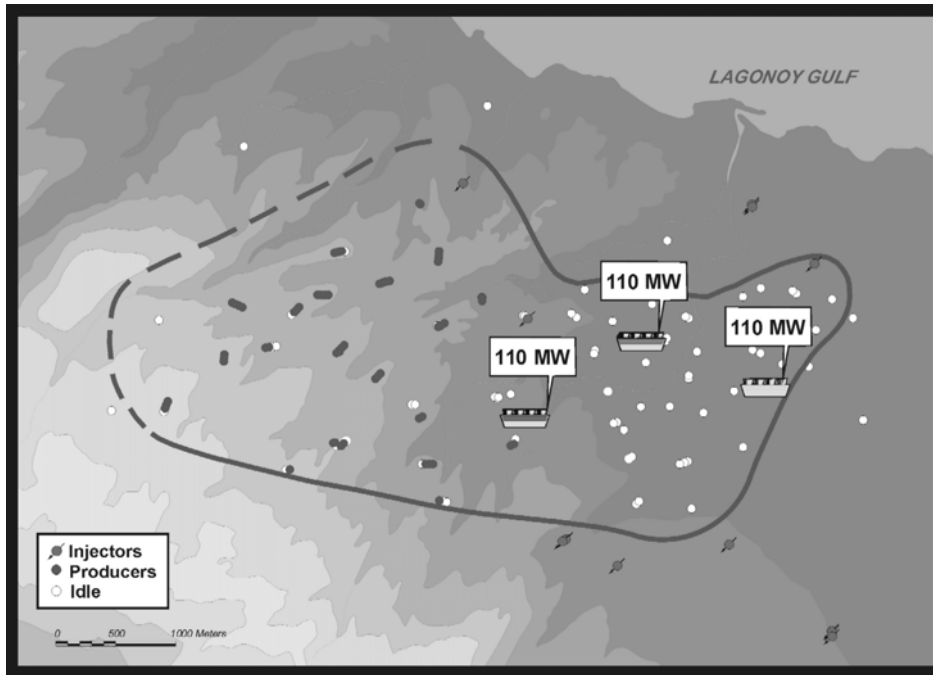 LAGONOY GULF
110 MW
110 MW
110 MW
Injectors
Producers
Idle
0 500 1000 Meters